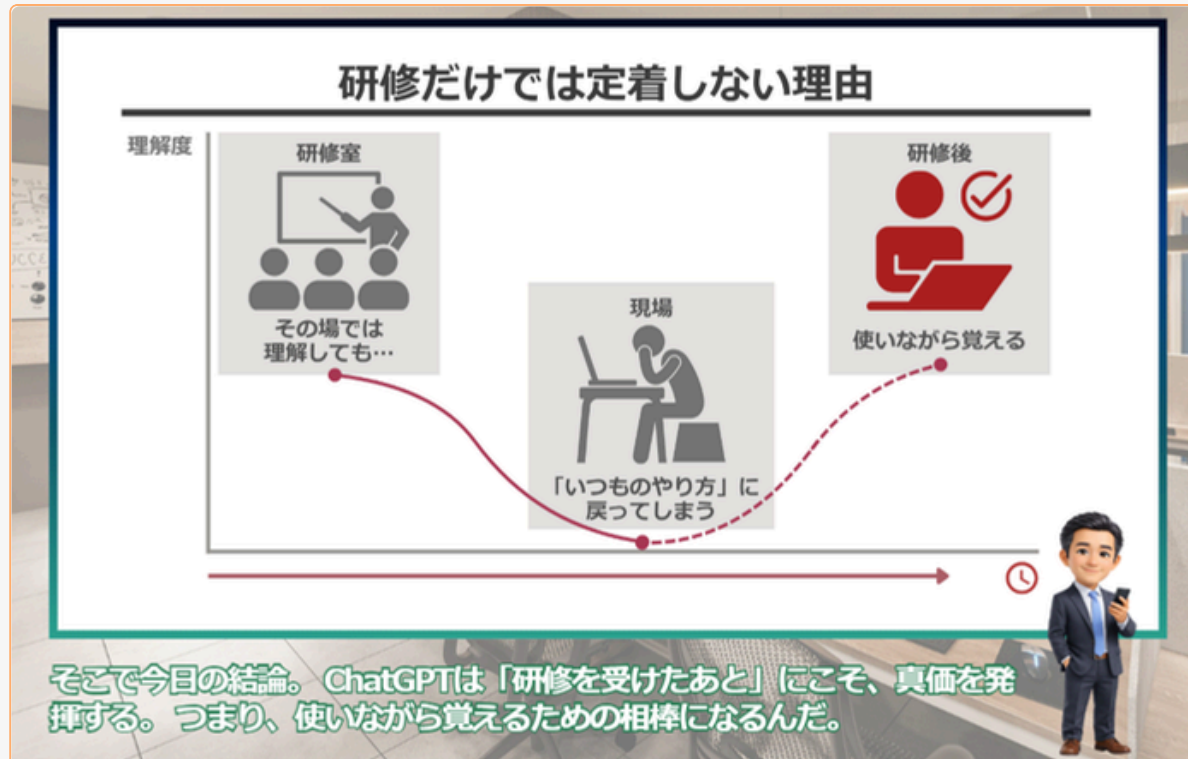 研修だけでは定着しない理由
理解度
研修室
その場では
理解しても…
現場
「いつものやり方」に
戻ってしまう
研修後
使いながら覚える
そこで今日の結論。 ChatGPTは「研修を受けたあと」にこそ、真価を発
揮する。 つまり、使いながら覚えるための相棒になるんだ。